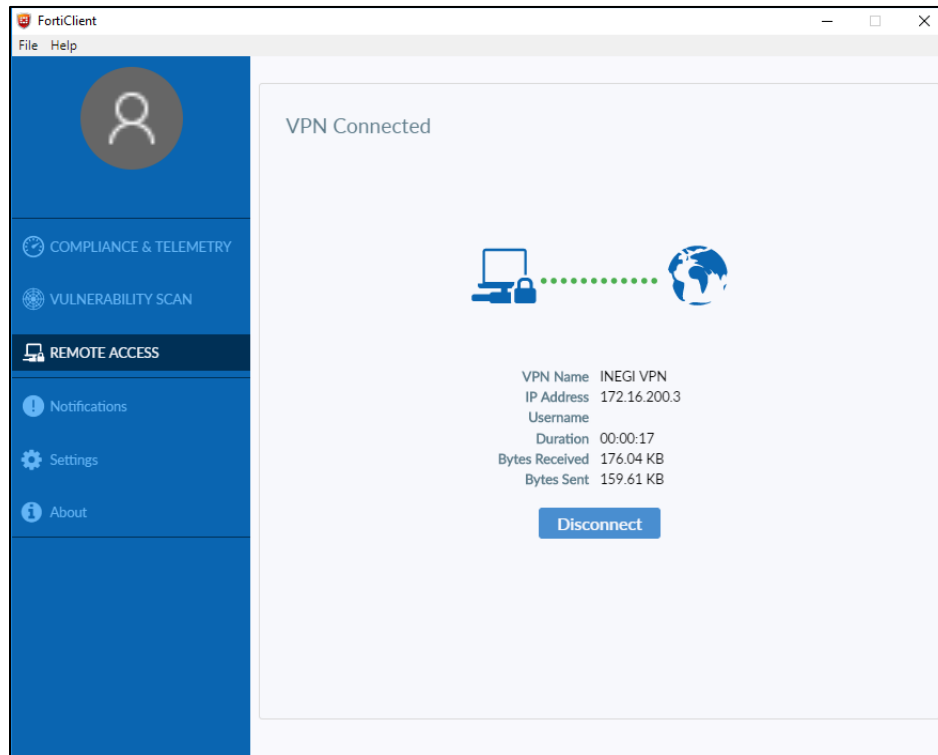 FortiClient
File Help
COMPLIANCE & TELEMETRY
VULNERABILITY SCAN
REMOTE ACCESS
Notifications
Settings
About
VPN Connected
VPN Name INEGI VPN
IP Address 172.16.200.3
Username
Duration 00:00:17
Bytes Received 176.04 KB
Bytes Sent 159.61 KB
Disconnect